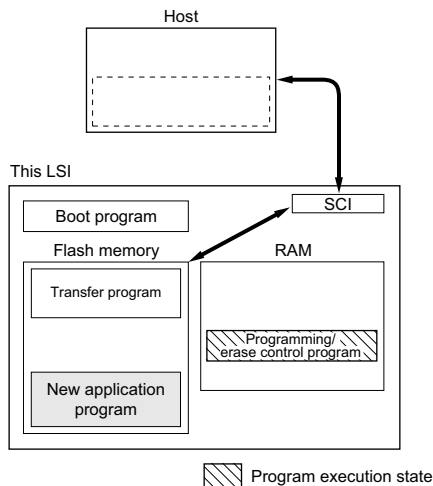 Host
This LSI
SCI
Boot program
Flash memory
RAM
Transfer program
Programming/
erase control program
New application
program
Program execution state